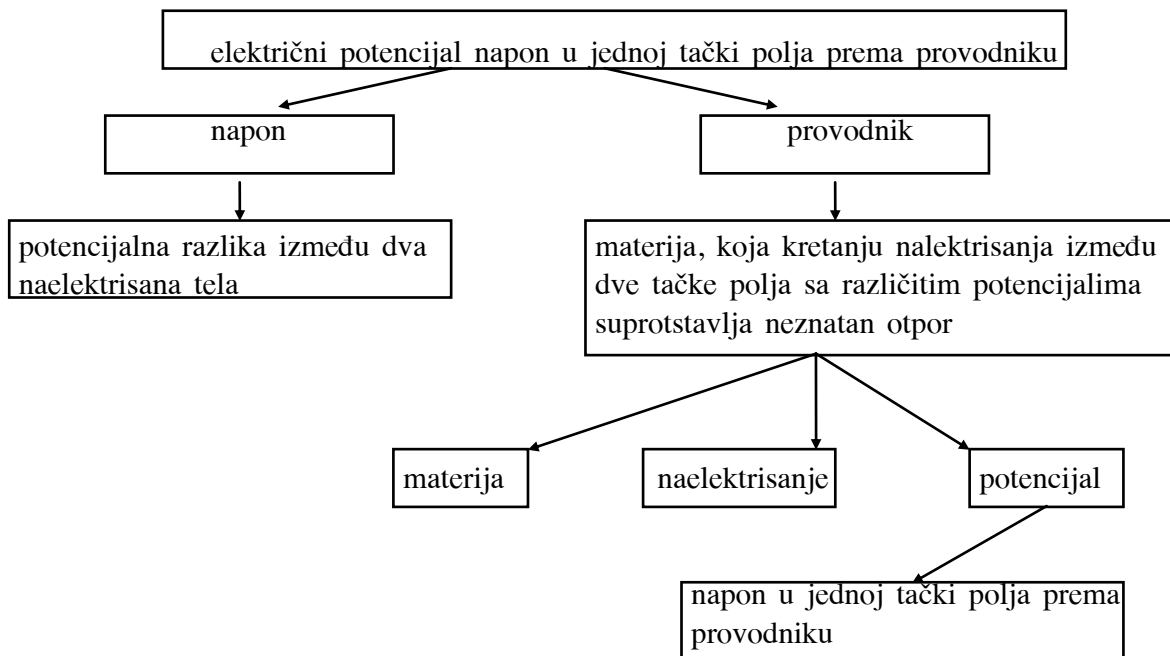 električni potencijal napon u jednoj tački polja prema provodniku
napon
provodnik
potencijalna razlika između dva
naelektrisana tela
materija, koja kretanju nalektrisanja između
dve tačke polja sa različitim potencijalima
suprotstavlja neznatan otpor
materija
naelektrisanje
potencijal
napon u jednoj tački polja prema
provodniku